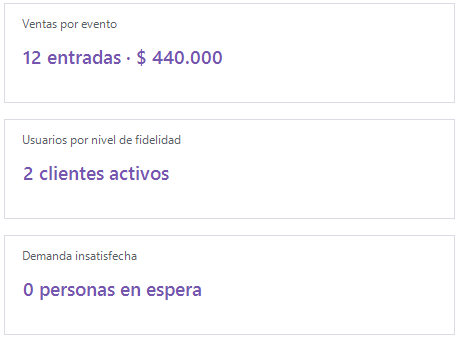 Ventas por evento
12 entradas · $ 440.000
Usuarios por nivel de fidelidad
2 clientes activos
Demanda insatisfecha
0 personas en espera